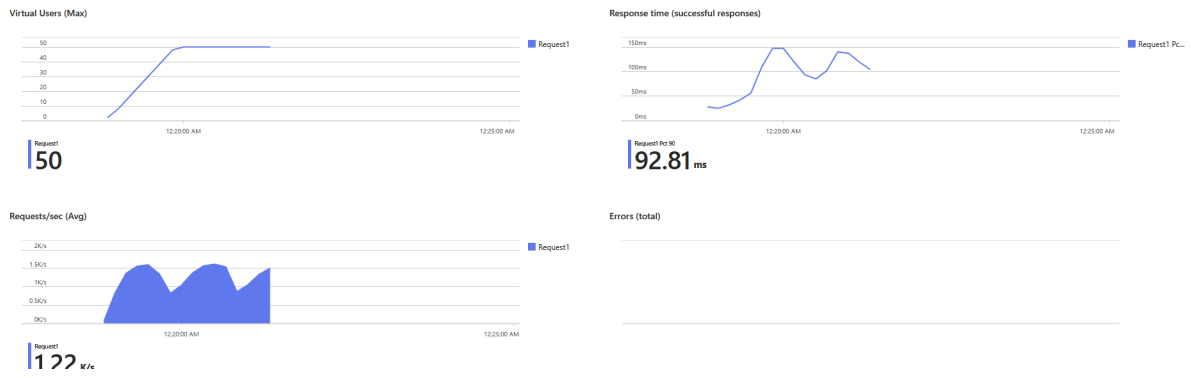 Virtual Users (Max)
50
40
30
20
10
0
Request1
12:20:00 AM
12:25:00 AM
Request1
50
Response time (successful responses)
150ms
100ms
50ms
0ms
Request1 Pc...
12:20:00 AM
12:25:00 AM
Request1 Pct 90
92.81 ms
Requests/sec (Avg)
2K/s
1.5K/s
1K/s
0.5K/s
0K/s
Request1
12:20:00 AM
12:25:00 AM
Request1
1.22 K/s
Errors (total)